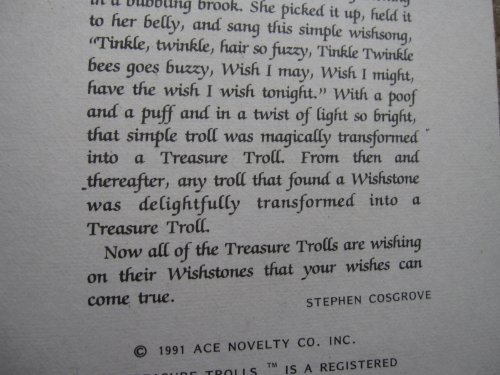 in a bubbling brook. She picked it up, held it
to her belly, and sang this simple wishsong,
"Tinkle, twinkle, hair so fuzzy, Tinkle Twinkle
bees goes buzzy, Wish I may, Wish I might,
have the wish I wish tonight." With a poof
and a puff and in a twist of light so bright,
that simple troll was magically transformed
into a Treasure Troll. From then and
thereafter, any troll that found a Wishstone
was delightfully transformed into a
Treasure Troll.
Now all of the Treasure Trolls are wishing
on their Wishstones that your wishes can
come true.
STEPHEN COSGROVE
© 1991 ACE NOVELTY CO. INC.
TROLLS ™ IS A REGISTERED